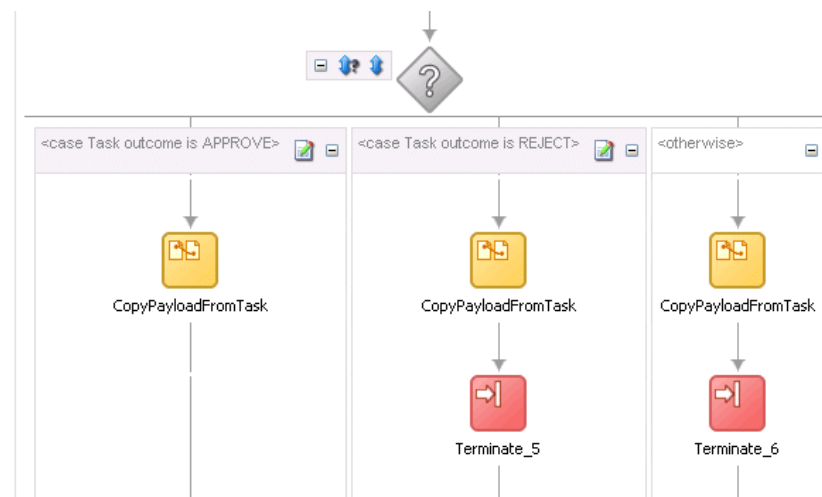 ?
<case Task outcome is APPROVE>
<case Task outcome is REJECT>
<otherwise>
CopyPayloadFromTask
CopyPayloadFromTask
CopyPayloadFromTask
Terminate_5
Terminate_6